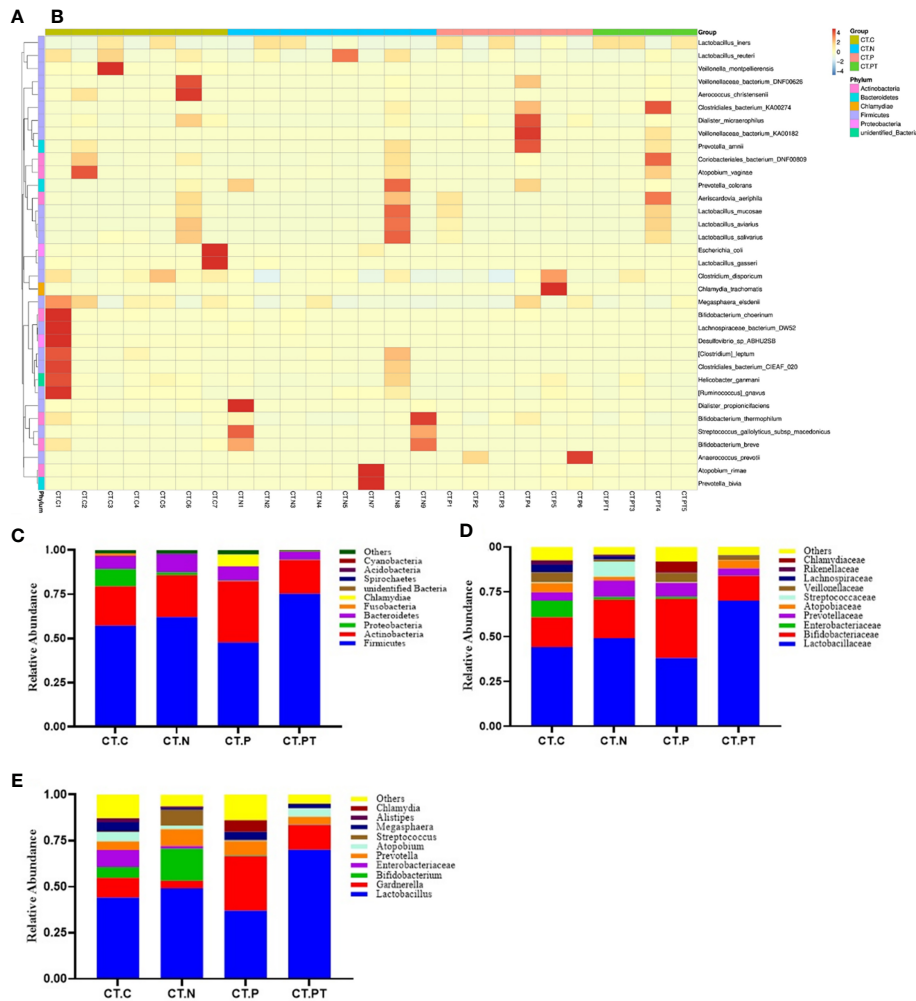 A B
Group
Lactobacillus_iners
Lactobacillus_reuteri
Veillonella_montpellierensis
Veillonellaceae_bacterium_DNF00626
Aerococcus_christensenii
Clostridiales_bacterium_KA00274
Dialister_micraerophilus
Veillonellaceae_bacterium_KA00182
Prevotella_amnii
Coriobacteriales_bacterium_DNF00809
Atopobium_vaginae
Prevotella_colorans
Aeriscardovia_aeriphila
Lactobacillus_mucosae
Lactobacillus_aviarius
Lactobacillus_salivarius
Escherichia_coli
Lactobacillus_gasseri
Clostridium_disporicum
Chlamydia_trachomatis
Megasphaera_elsdenii
Bifidobacterium_choerinum
Lachnospiraceae_bacterium_DW52
Desulfovibrio_sp_ABHU2SB
[Clostridium]_leptum
Clostridiales_bacterium_CIEAF_020
Helicobacter_ganmani
[Ruminococcus]_gnavus
Dialister_propionicifaciens
Bifidobacterium_thermophilum
Streptococcus_gallolyticus_subsp_macedonicus
Bifidobacterium_breve
Anaerococcus_prevotii
Atopobium_rimae
Prevotella_bivia
4
2
0
-2
-4
Group
CT.C
CT.N
CT.P
CT.PT
Phylum
Actinobacteria
Bacteroidetes
Chlamydiae
Firmicutes
Proteobacteria
unidentified_Bacteria
Phylum CT.C1 CT.C2 CT.C3 CT.C4 CT.C5 CT.C6 CT.C7 CT.N1 CT.N2 CT.N3 CT.N4 CT.N5 CT.N7 CT.N8 CT.N9 CT.P1 CT.P2 CT.P3 CT.P4 CT.P5 CT.P6 CT.PT1 CT.PT3 CT.PT4 CT.PT5
C
Relative Abundance
1.00
0.75
0.50
0.25
0.00
CT.C CT.N CT.P CT.PT
Others
Cyanobacteria
Acidobacteria
Spirochaetes
unidentified Bacteria
Chlamydiae
Fusobacteria
Bacteroidetes
Proteobacteria
Actinobacteria
Firmicutes
D
Relative Abundance
0.00
0.75
0.50
0.25
0.00
CT.C CT.N CT.P CT.PT
Others
Chlamydiaceae
Rikenellaceae
Lachnospiraceae
Veillonellaceae
Streptococcaceae
Atopobiaceae
Prevotellaceae
Enterobacteriaceae
Bifidobacteriaceae
Lactobacillaceae
E
Relative Abundance
1.00
0.75
0.50
0.25
0.00
CT.C CT.N CT.P CT.PT
Others
Chlamydia
Alistipes
Megasphaera
Streptococcus
Atopobium
Prevotella
Enterobacteriaceae
Bifidobacterium
Gardnerella
Lactobacillus